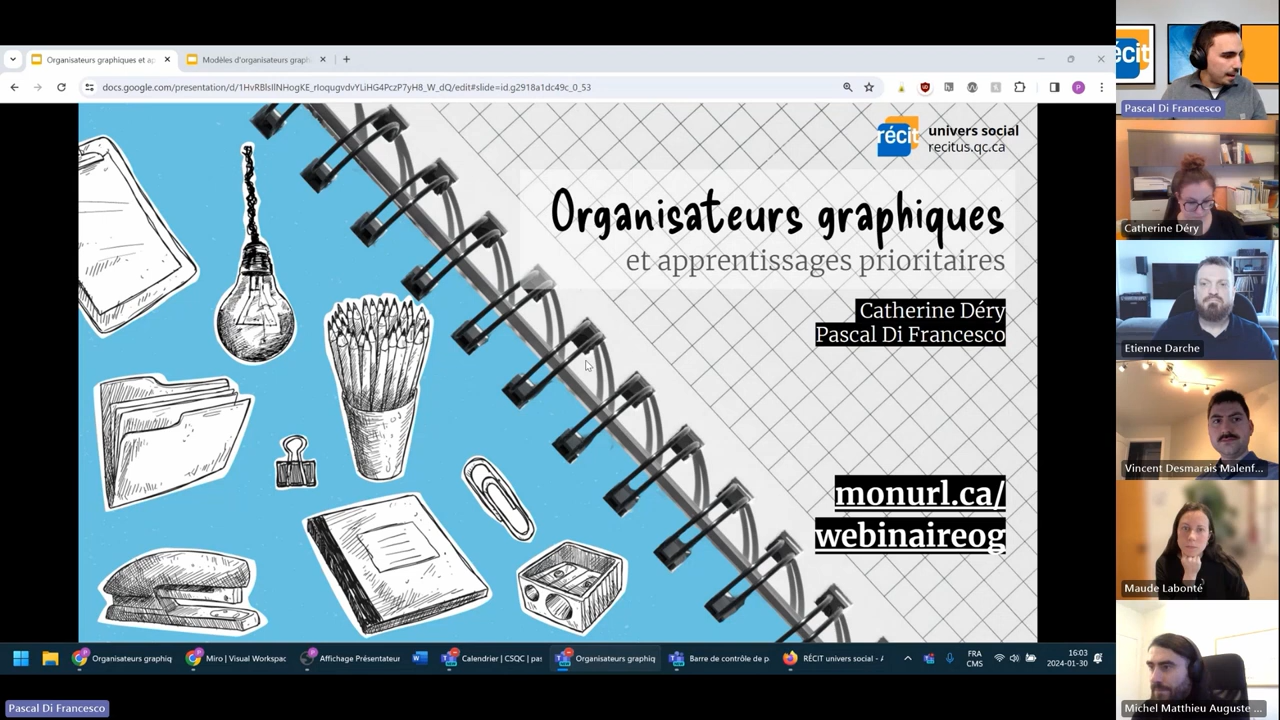 Organisateurs graphiques et ap
Modèles d'organisateurs graph
docs.google.com/presentation/d/1HvRBlsIlNHogKE_rIoqugvdvYLiHG4PczP7yH8_W_dQ/edit#slide=id.g2918a1dc49c_0_53
récit
univers social
recitus.qc.ca
Organisateurs graphiques
et apprentissages prioritaires
Catherine Déry
Pascal Di Francesco
monurl.ca/
webinaireog
Organisateurs graphiq
Miro | Visual Workspac
Affichage Présentateur
Calendrier | CSQC | pas
Organisateurs graphiq
Barre de contrôle de p
RÉCIT univers social - A
FRA
CMS
16:03
2024-01-30
Pascal Di Francesco
récit
Pascal Di Francesco
Catherine Déry
Etienne Darche
Vincent Desmarais Malenf...
Maude Labonté
Michel Matthieu Auguste ...